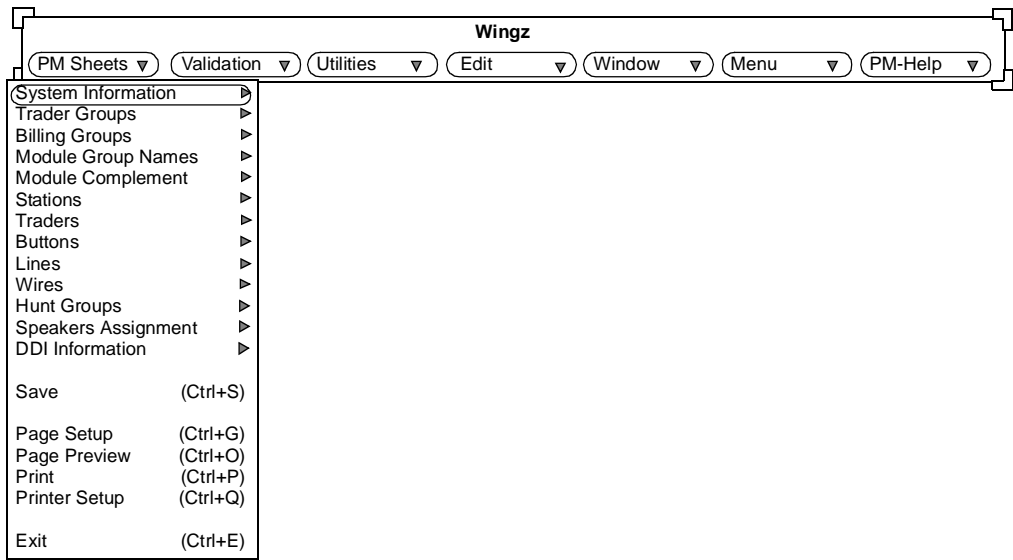 Wingz
PM Sheets Validation Utilities Edit Window Menu PM-Help
System Information
Trader Groups
Billing Groups
Module Group Names
Module Complement
Stations
Traders
Buttons
Lines
Wires
Hunt Groups
Speakers Assignment
DDI Information
Save (Ctrl+S)
Page Setup (Ctrl+G)
Page Preview (Ctrl+O)
Print (Ctrl+P)
Printer Setup (Ctrl+Q)
Exit (Ctrl+E)